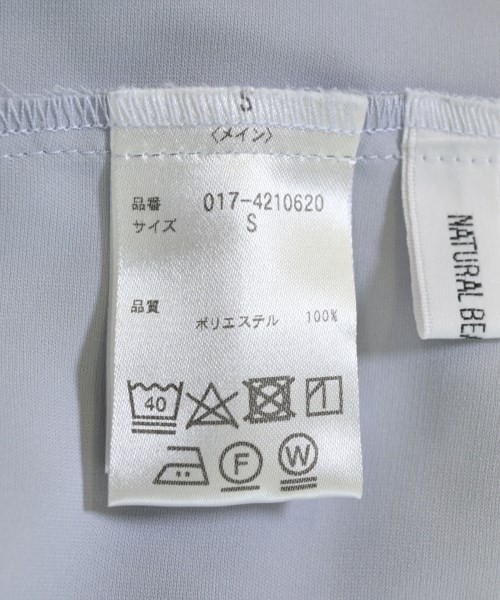 5
〈メイン〉
品番 017-4210620
サイズ S
品質
ポリエステル 100%
40
F
W
NATURAL BEA